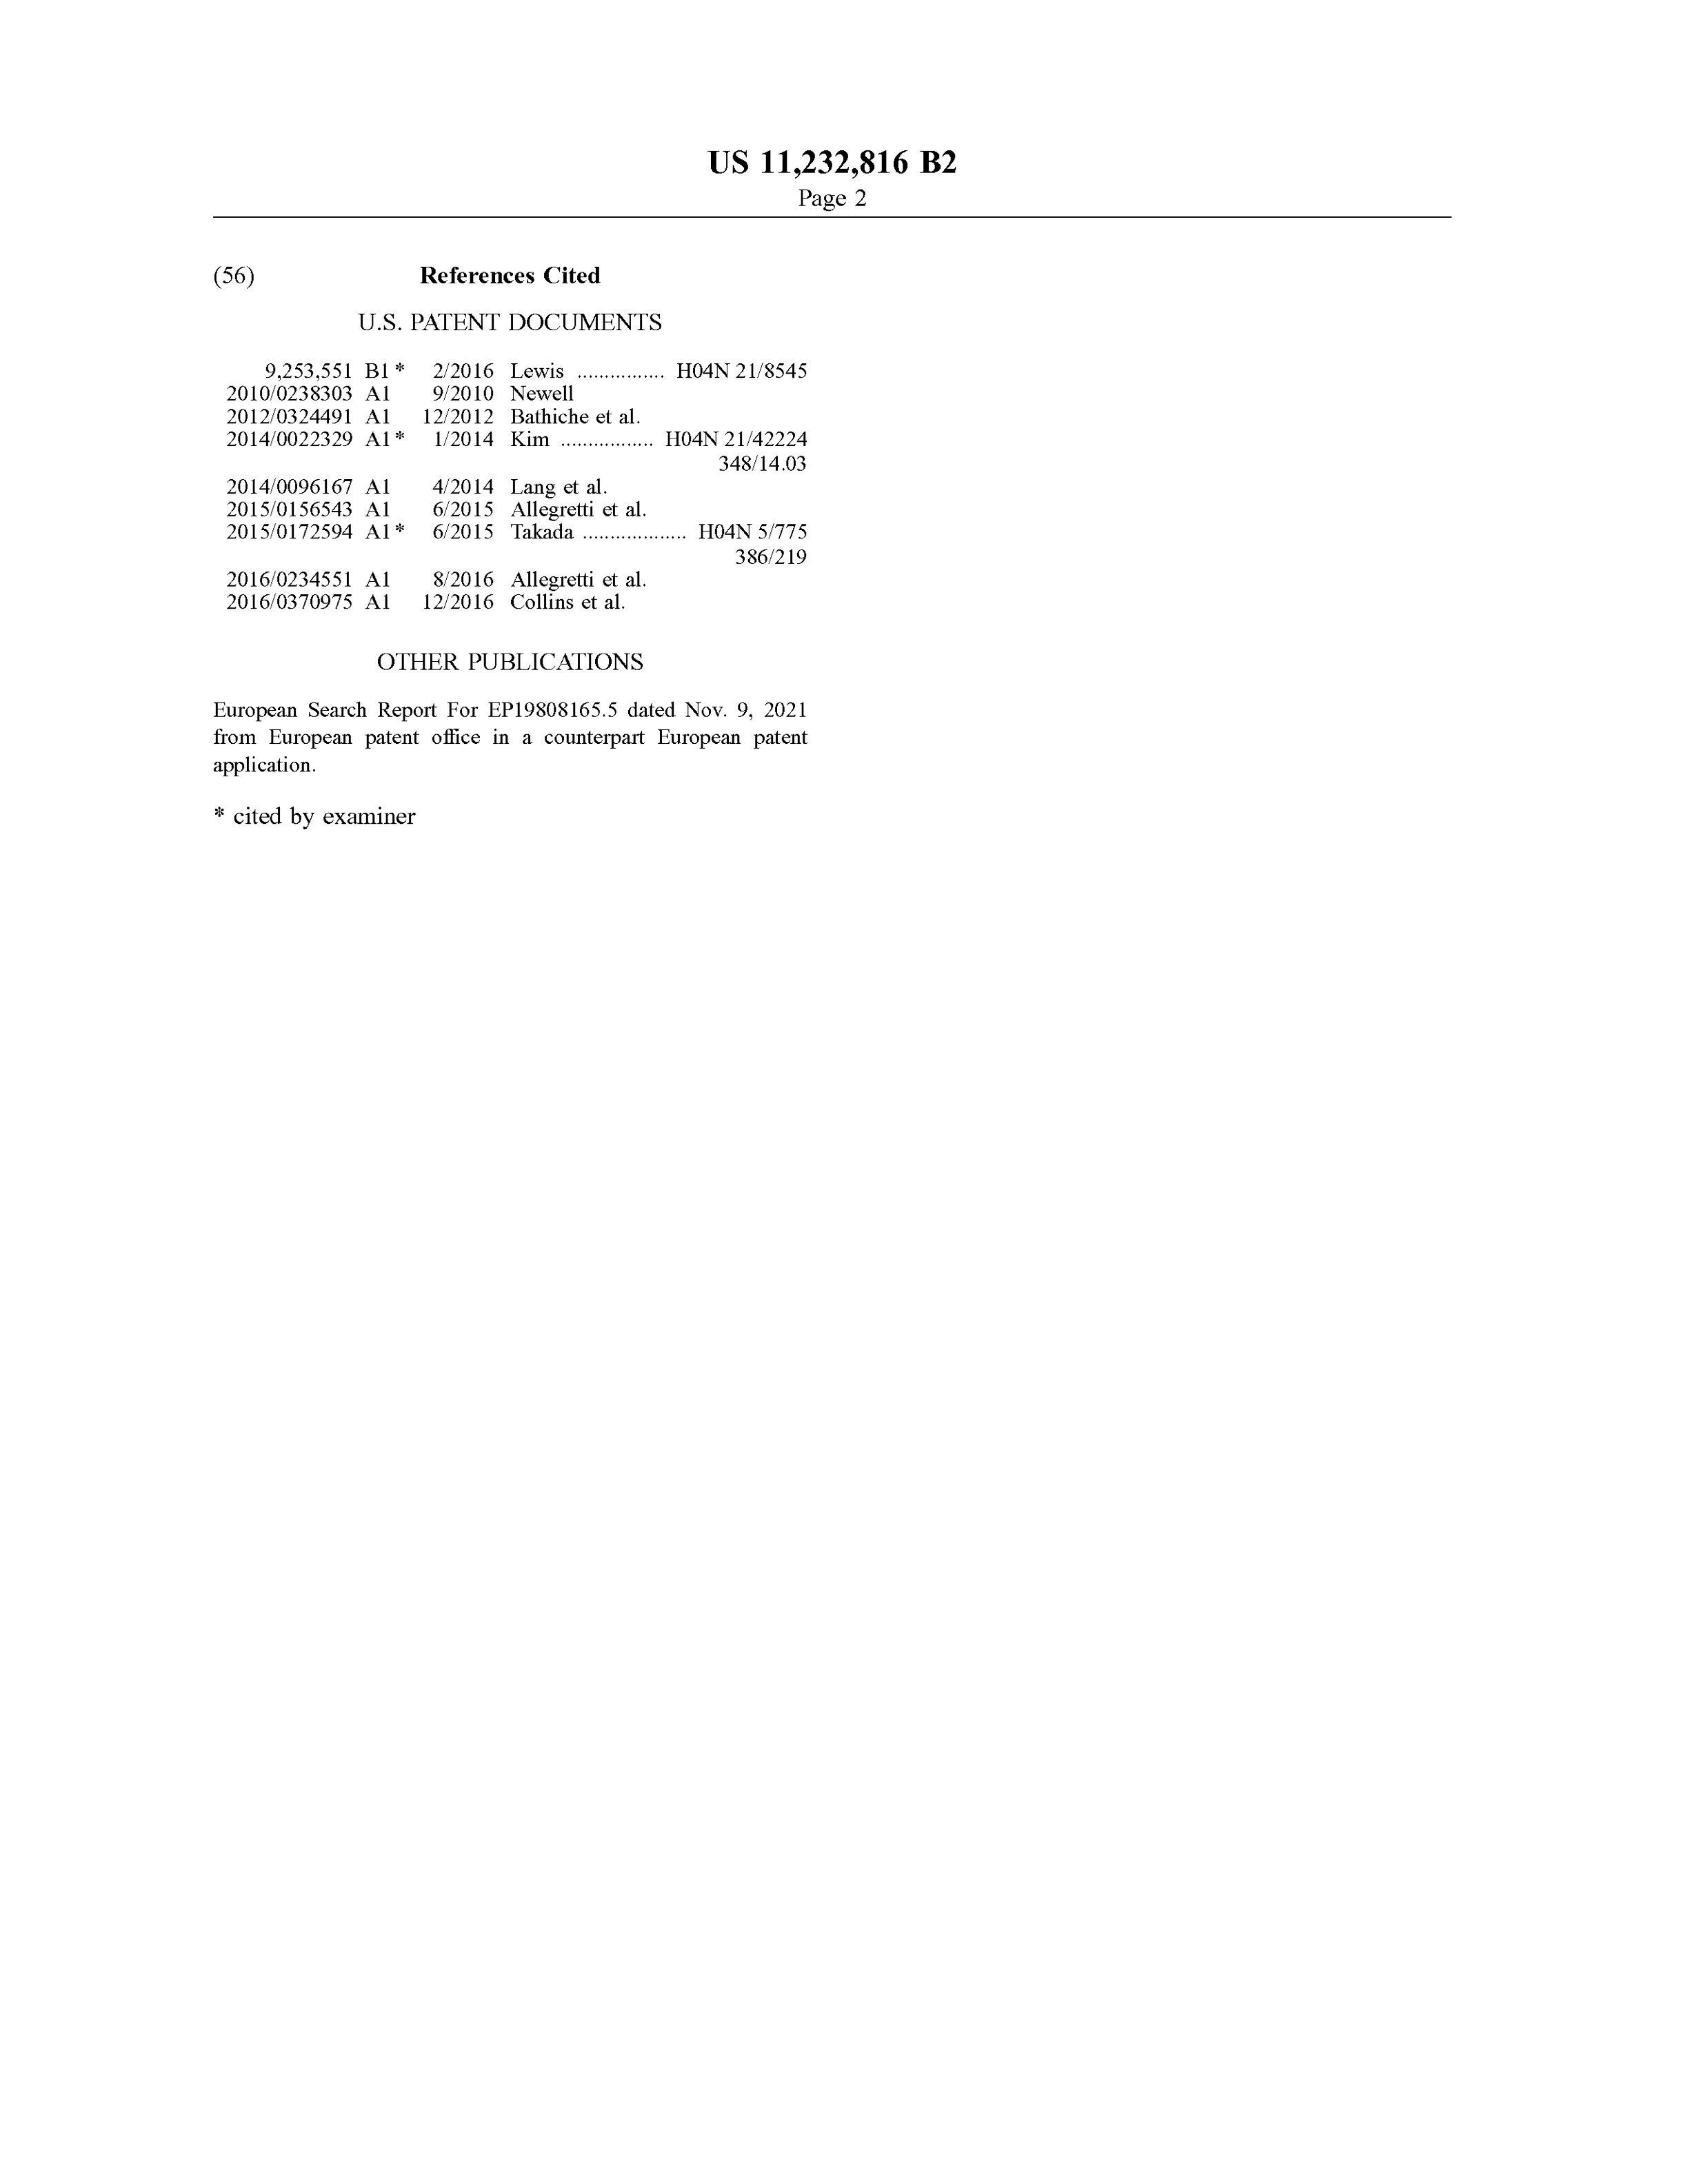 US 11,232,816 B2
Page 2
(56) References Cited
U.S. PATENT DOCUMENTS
9,253,551 B1 * 2/2016 Lewis ................ H04N 21/8545
2010/0238303 A1 9/2010 Newell
2012/0324491 A1 12/2012 Bathiche et al.
2014/0022329 A1 * 1/2014 Kim ................. H04N 21/42224
348/14.03
2014/0096167 A1 4/2014 Lang et al.
2015/0156543 A1 6/2015 Allegretti et al.
2015/0172594 A1 * 6/2015 Takada ................... H04N 5/775
386/219
2016/0234551 A1 8/2016 Allegretti et al.
2016/0370975 A1 12/2016 Collins et al.
OTHER PUBLICATIONS
European Search Report For EP19808165.5 dated Nov. 9, 2021
from European patent office in a counterpart European patent
application.
* cited by examiner